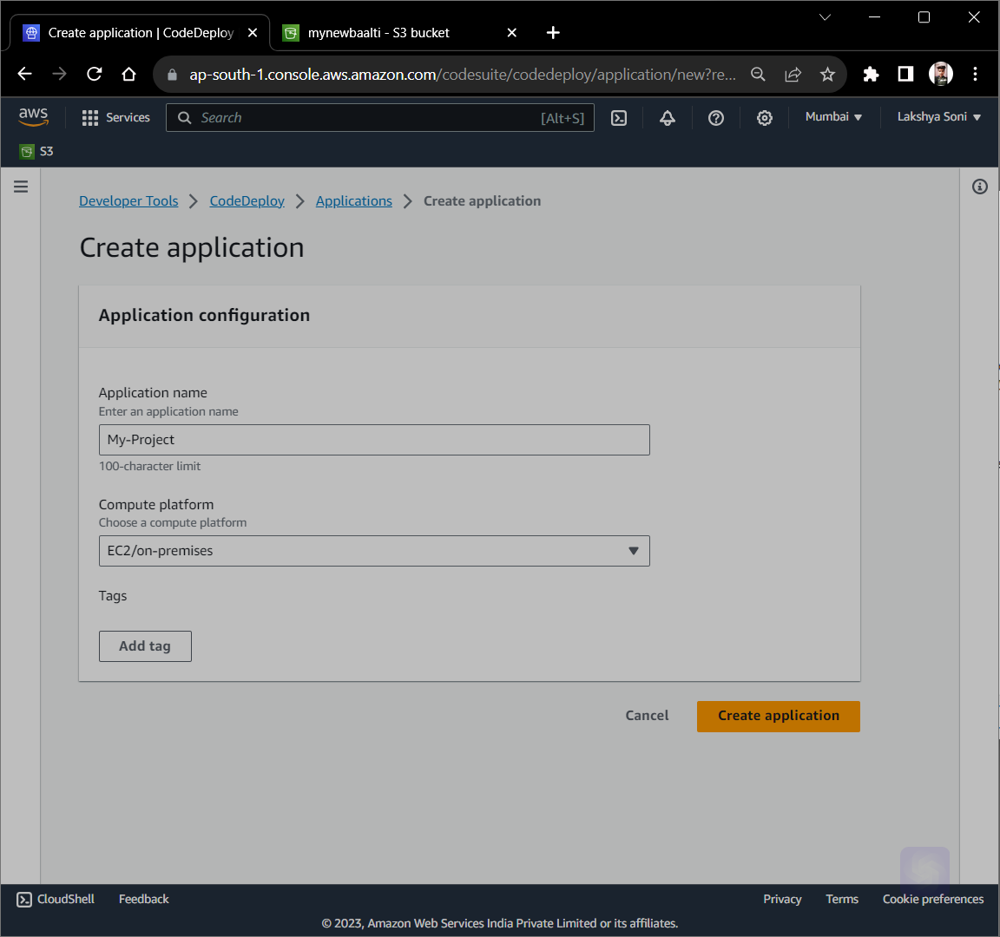 Create application | CodeDeploy
mynewbaalti - S3 bucket
ap-south-1.console.aws.amazon.com/codesuite/codedeploy/application/new?re...
aws
Services
Search
[Alt+S]
Mumbai
Lakshya Soni
S3
Developer Tools
CodeDeploy
Applications
Create application
Create application
Application configuration
Application name
Enter an application name
My-Project
100-character limit
Compute platform
Choose a compute platform
EC2/on-premises
Tags
Add tag
Cancel
Create application
CloudShell
Feedback
Privacy
Terms
Cookie preferences
© 2023, Amazon Web Services India Private Limited or its affiliates.